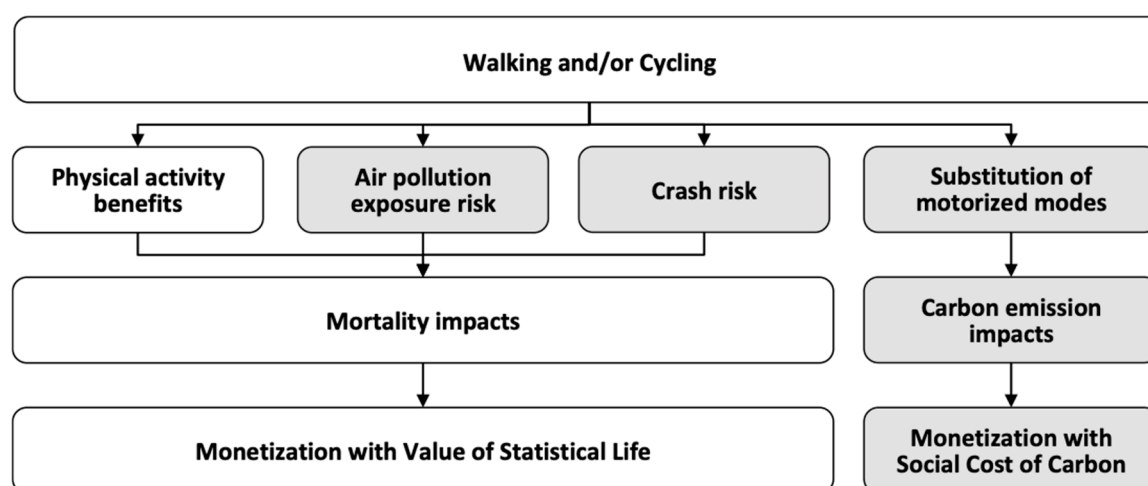 Walking and/or Cycling
Physical activity
benefits
Air pollution
exposure risk
Crash risk
Substitution of
motorized modes
Mortality impacts
Carbon emission
impacts
Monetization with Value of Statistical Life
Monetization with
Social Cost of Carbon